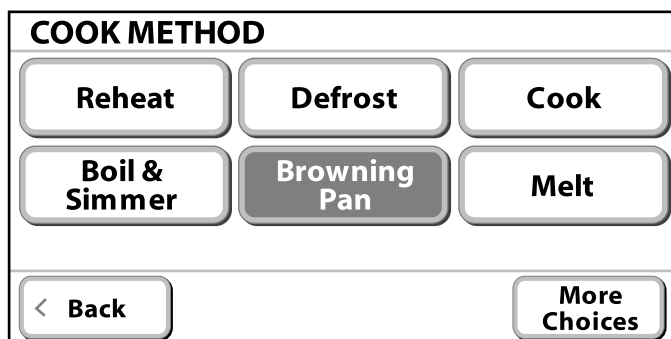 COOK METHOD
Reheat
Defrost
Cook
Boil &
Simmer
Browning
Pan
Melt
< Back
More
Choices